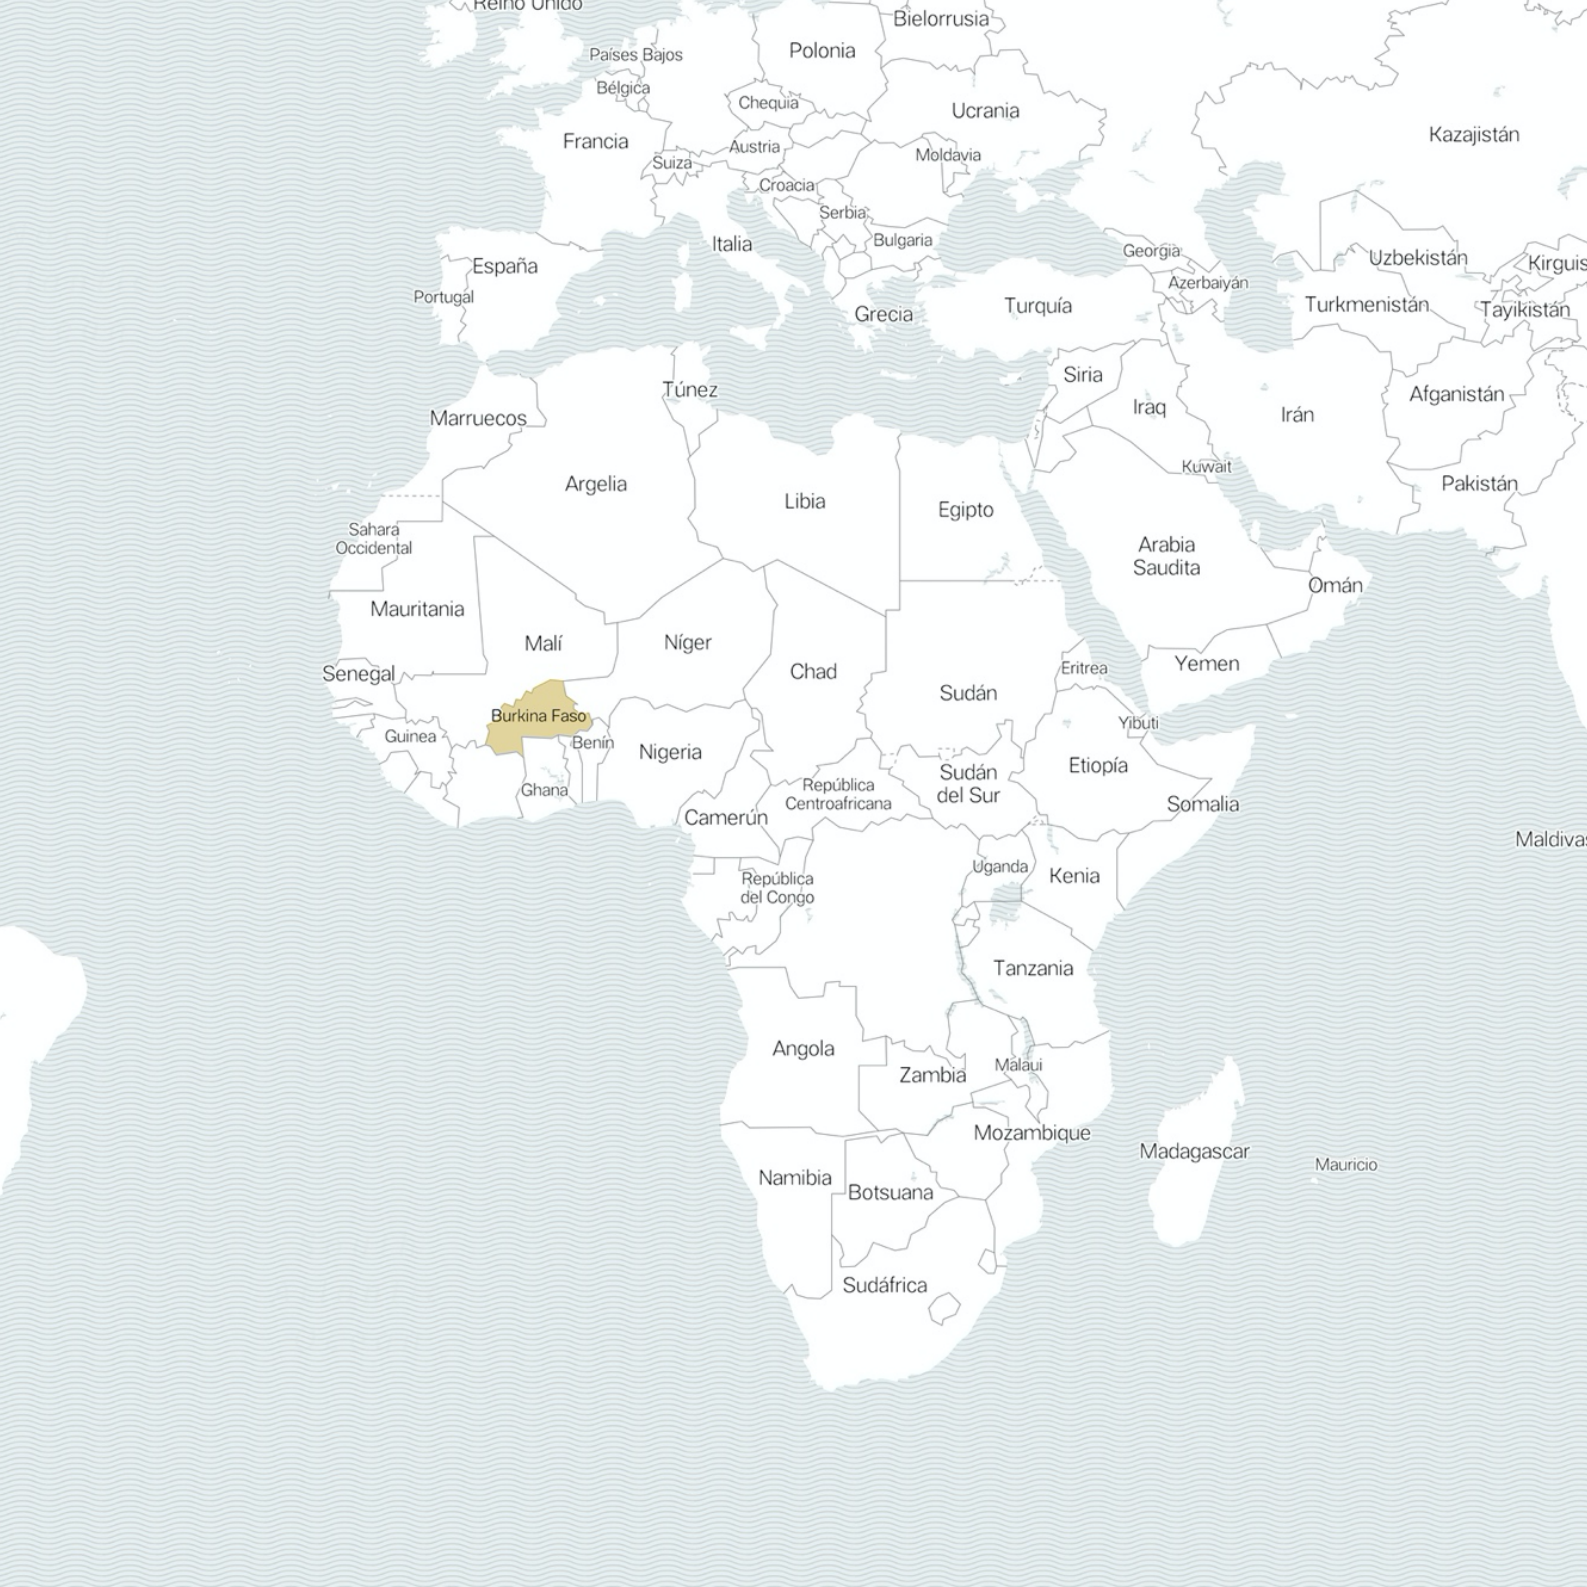 Reino Unido
Bielorrusia
Países Bajos
Polonia
Bélgica
Chequia
Ucrania
Kazajistán
Francia
Austria
Moldavia
Suiza
Croacia
Serbia
Italia
Bulgaria
Georgia
Uzbekistán
Kirguis
España
Azerbaiyán
Portugal
Turquía
Turkmenistán
Tayikistán
Grecia
Siria
Túnez
Afganistán
Iraq
Irán
Marruecos
Kuwait
Argelia
Pakistán
Libia
Egipto
Sahara
Occidental
Arabia
Saudita
Omán
Mauritania
Malí
Níger
Yemen
Senegal
Chad
Eritrea
Sudán
Burkina Faso
Yibuti
Guinea
Benín
Nigeria
Etiopía
Sudán
del Sur
Ghana
República
Centroafricana
Somalia
Camerún
Maldivas
Uganda
Kenia
República
del Congo
Tanzania
Angola
Malaui
Zambia
Mozambique
Madagascar
Mauricio
Namibia
Botsuana
Sudáfrica